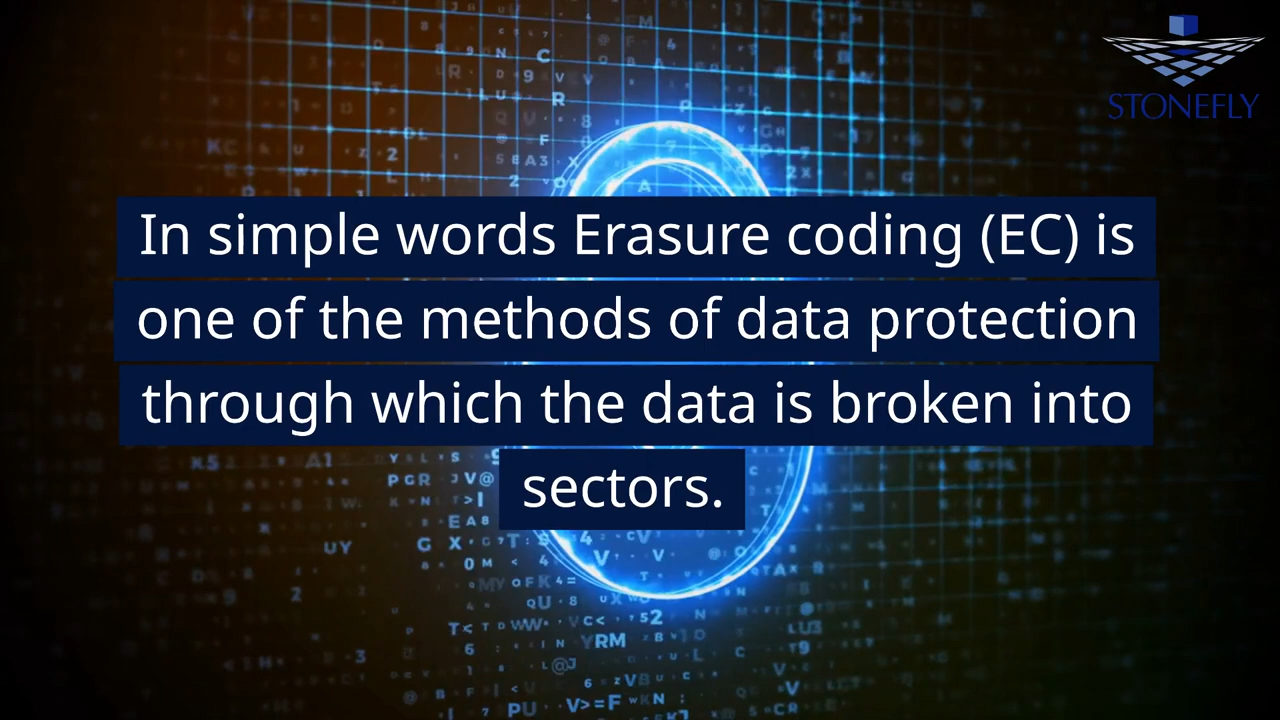 STONEFLY
In simple words Erasure coding (EC) is
one of the methods of data protection
through which the data is broken into
sectors.